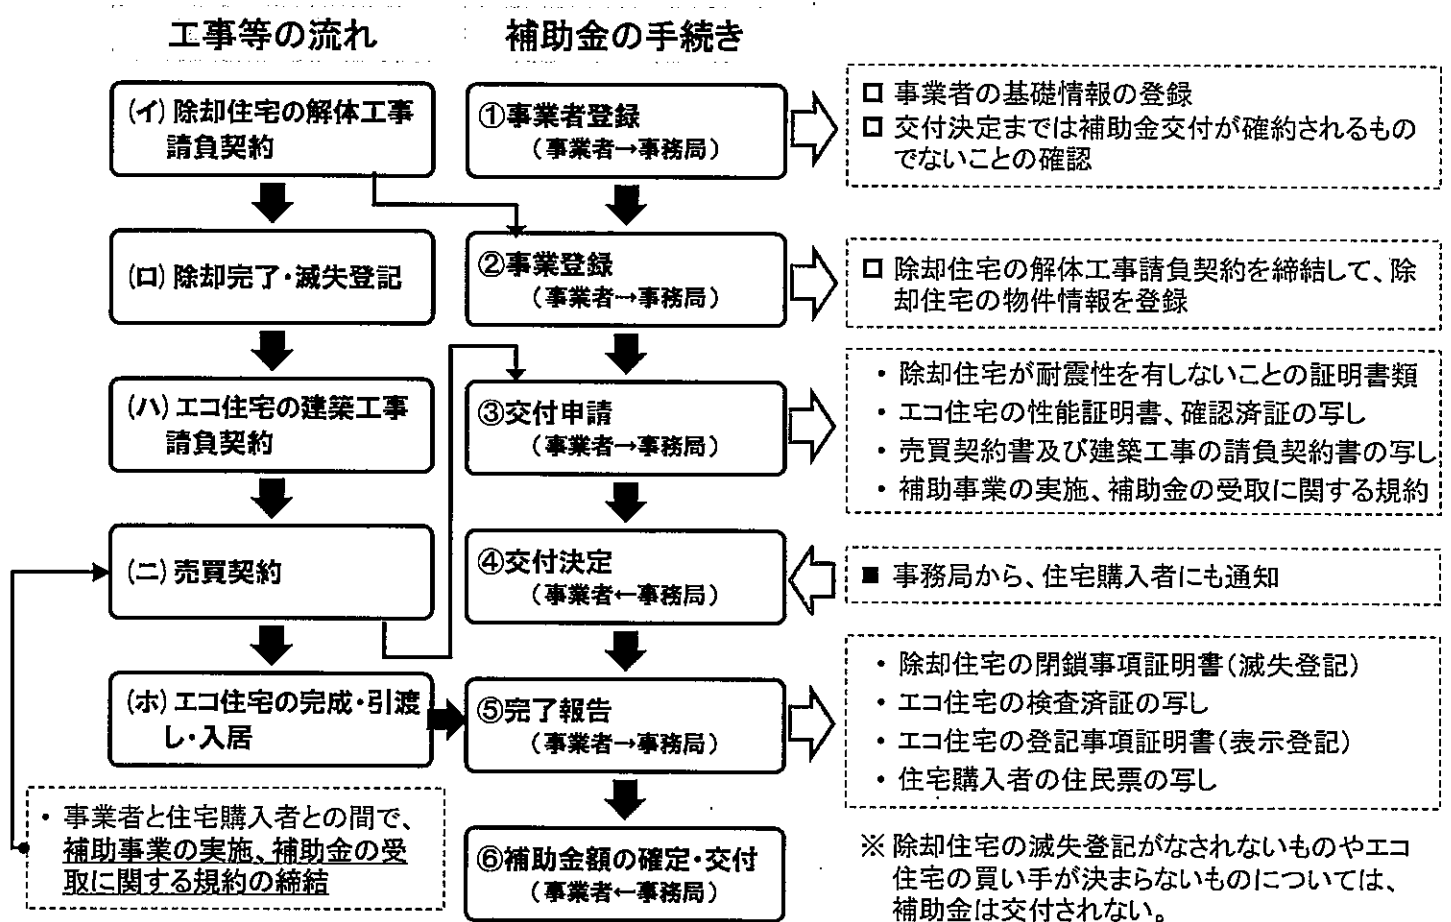 工事等の流れ
(イ) 除却住宅の解体工事
請負契約
(ロ) 除却完了・滅失登記
(ハ) エコ住宅の建築工事
請負契約
(ニ) 売買契約
(ホ) エコ住宅の完成・引渡
し・入居
・ 事業者と住宅購入者との間で、
補助事業の実施、補助金の受
取に関する規約の締結
補助金の手続き
①事業者登録
(事業者→事務局)
②事業登録
(事業者→事務局)
③交付申請
(事業者→事務局)
④交付決定
(事業者←事務局)
⑤完了報告
(事業者→事務局)
⑥補助金額の確定・交付
(事業者←事務局)
□ 事業者の基礎情報の登録
□ 交付決定までは補助金交付が確約されるもの
でないことの確認
□ 除却住宅の解体工事請負契約を締結して、除
却住宅の物件情報を登録
・ 除却住宅が耐震性を有しないことの証明書類
・ エコ住宅の性能証明書、確認済証の写し
・ 売買契約書及び建築工事の請負契約書の写し
・ 補助事業の実施、補助金の受取に関する規約
■ 事務局から、住宅購入者にも通知
・ 除却住宅の閉鎖事項証明書(滅失登記)
・ エコ住宅の検査済証の写し
・ エコ住宅の登記事項証明書(表示登記)
・ 住宅購入者の住民票の写し
※ 除却住宅の滅失登記がなされないものやエコ
住宅の買い手が決まらないものについては、
補助金は交付されない。